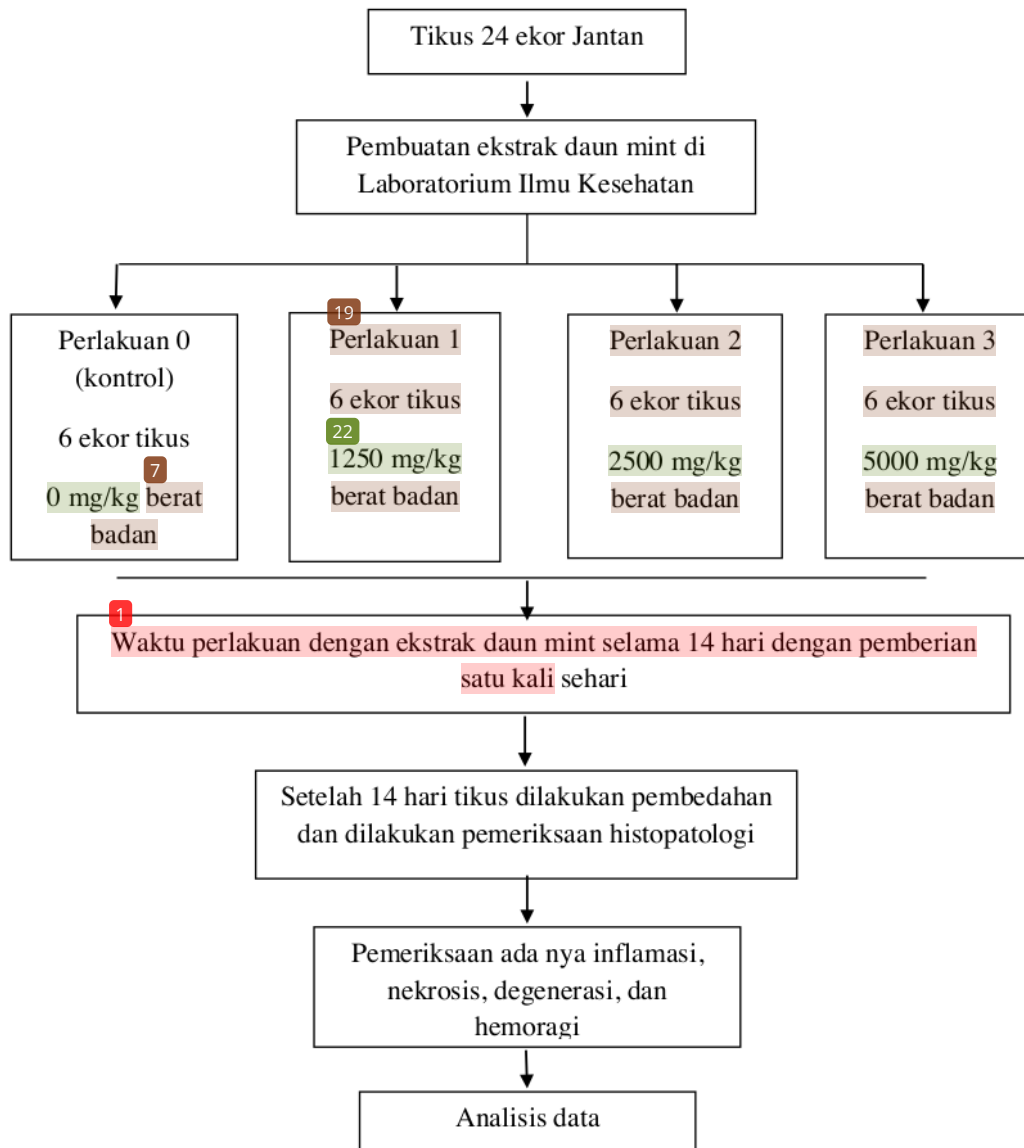 Tikus 24 ekor Jantan
Pembuatan ekstrak daun mint di
Laboratorium Ilmu Kesehatan
Perlakuan 0
(kontrol)
6 ekor tikus
7
0 mg/kg berat
badan
19
Perlakuan 1
6 ekor tikus
22
1250 mg/kg
berat badan
Perlakuan 2
6 ekor tikus
2500 mg/kg
berat badan
Perlakuan 3
6 ekor tikus
5000 mg/kg
berat badan
1
Waktu perlakuan dengan ekstrak daun mint selama 14 hari dengan pemberian
satu kali sehari
Setelah 14 hari tikus dilakukan pembedahan
dan dilakukan pemeriksaan histopatologi
Pemeriksaan ada nya inflamasi,
nekrosis, degenerasi, dan
hemoragi
Analisis data